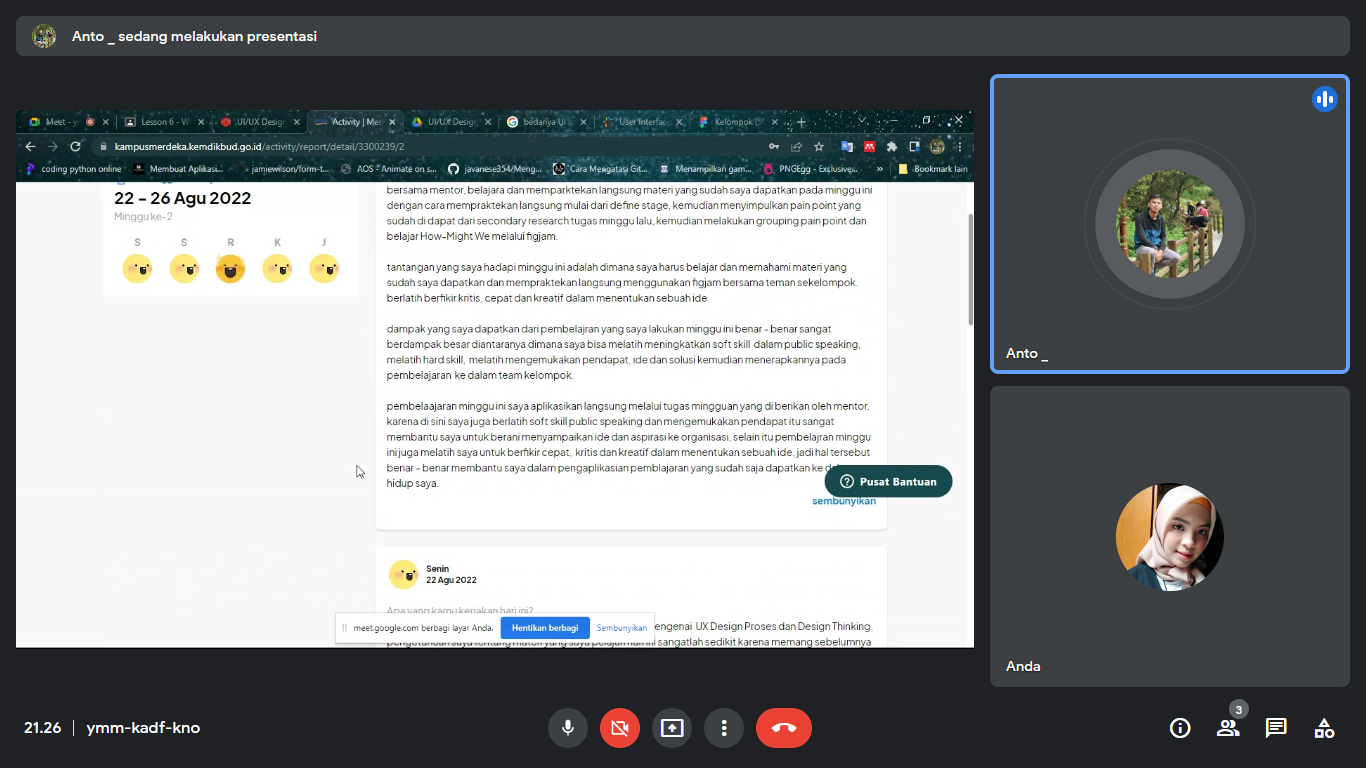 Anto _ sedang melakukan presentasi
Meet - y
Lesson 6 - W
UI/UX Design
Activity | Mer
UI/UX Design
bedanya UI
User Interfac
Kelompok (5
kampusmerdeka.kemdikbud.go.id/activity/report/detail/3300239/2
coding python online
Membuat Aplikasi...
jamiewilson/form-t...
AOS - Animate on s...
javanese354/Meng...
Cara Mengatasi Git...
Menampilkan gam...
PNGEgg - Exclusive...
»
Bookmark lain
22 - 26 Agu 2022
Minggu ke-2
S S R K J
bersama mentor, belajara dan memparktekan langsung materi yang sudah saya dapatkan pada minggu ini
dengan cara mempraktekan langsung mulai dari define stage, kemudian menyimpulkan pain point yang
sudah di dapat dari secondary research tugas minggu lalu, kemudian melakukan grouping pain point dan
belajar How-Might We melalui figjam.
tantangan yang saya hadapi minggu ini adalah dimana saya harus belajar dan memahami materi yang
sudah saya dapatkan dan mempraktekan langsung menggunakan figjam bersama teman sekelompok.
berlatih berfikir kritis, cepat dan kreatif dalam menentukan sebuah ide.
dampak yang saya dapatkan dari pembelajran yang saya lakukan minggu ini benar - benar sangat
berdampak besar diantaranya dimana saya bisa melatih meningkatkan soft skill dalam public speaking,
melatih hard skill, melatih mengemukakan pendapat, ide dan solusi kemudian menerapkannya pada
pembelajaran ke dalam team kelompok.
pembelaajaran minggu ini saya aplikasikan langsung melalui tugas mingguan yang di berikan oleh mentor,
karena di sini saya juga berlatih soft skill public speaking dan mengemukakan pendapat itu sangat
membantu saya untuk berani menyampaikan ide dan aspirasi ke organisasi, selain itu pembelajran minggu
ini juga melatih saya untuk berfikir cepat, kritis dan kreatif dalam menentukan sebuah ide, jadi hal tersebut
benar - benar membantu saya dalam pengaplikasian pemblajaran yang sudah saja dapatkan ke
hidup saya.
Pusat Bantuan
sembunyikan
Senin
22 Agu 2022
Apa yang kamu kerjakan hari ini?
mengenai UX Design Proses dan Design Thinking.
pengetahuan saya tentang materi yang saya pelajari hari ini sangatlah sedikit karena memang sebelumnya
meet.google.com berbagi layar Anda.
Hentikan berbagi
Sembunyikan
Anto _
Anda
21.26 | ymm-kadf-kno
3